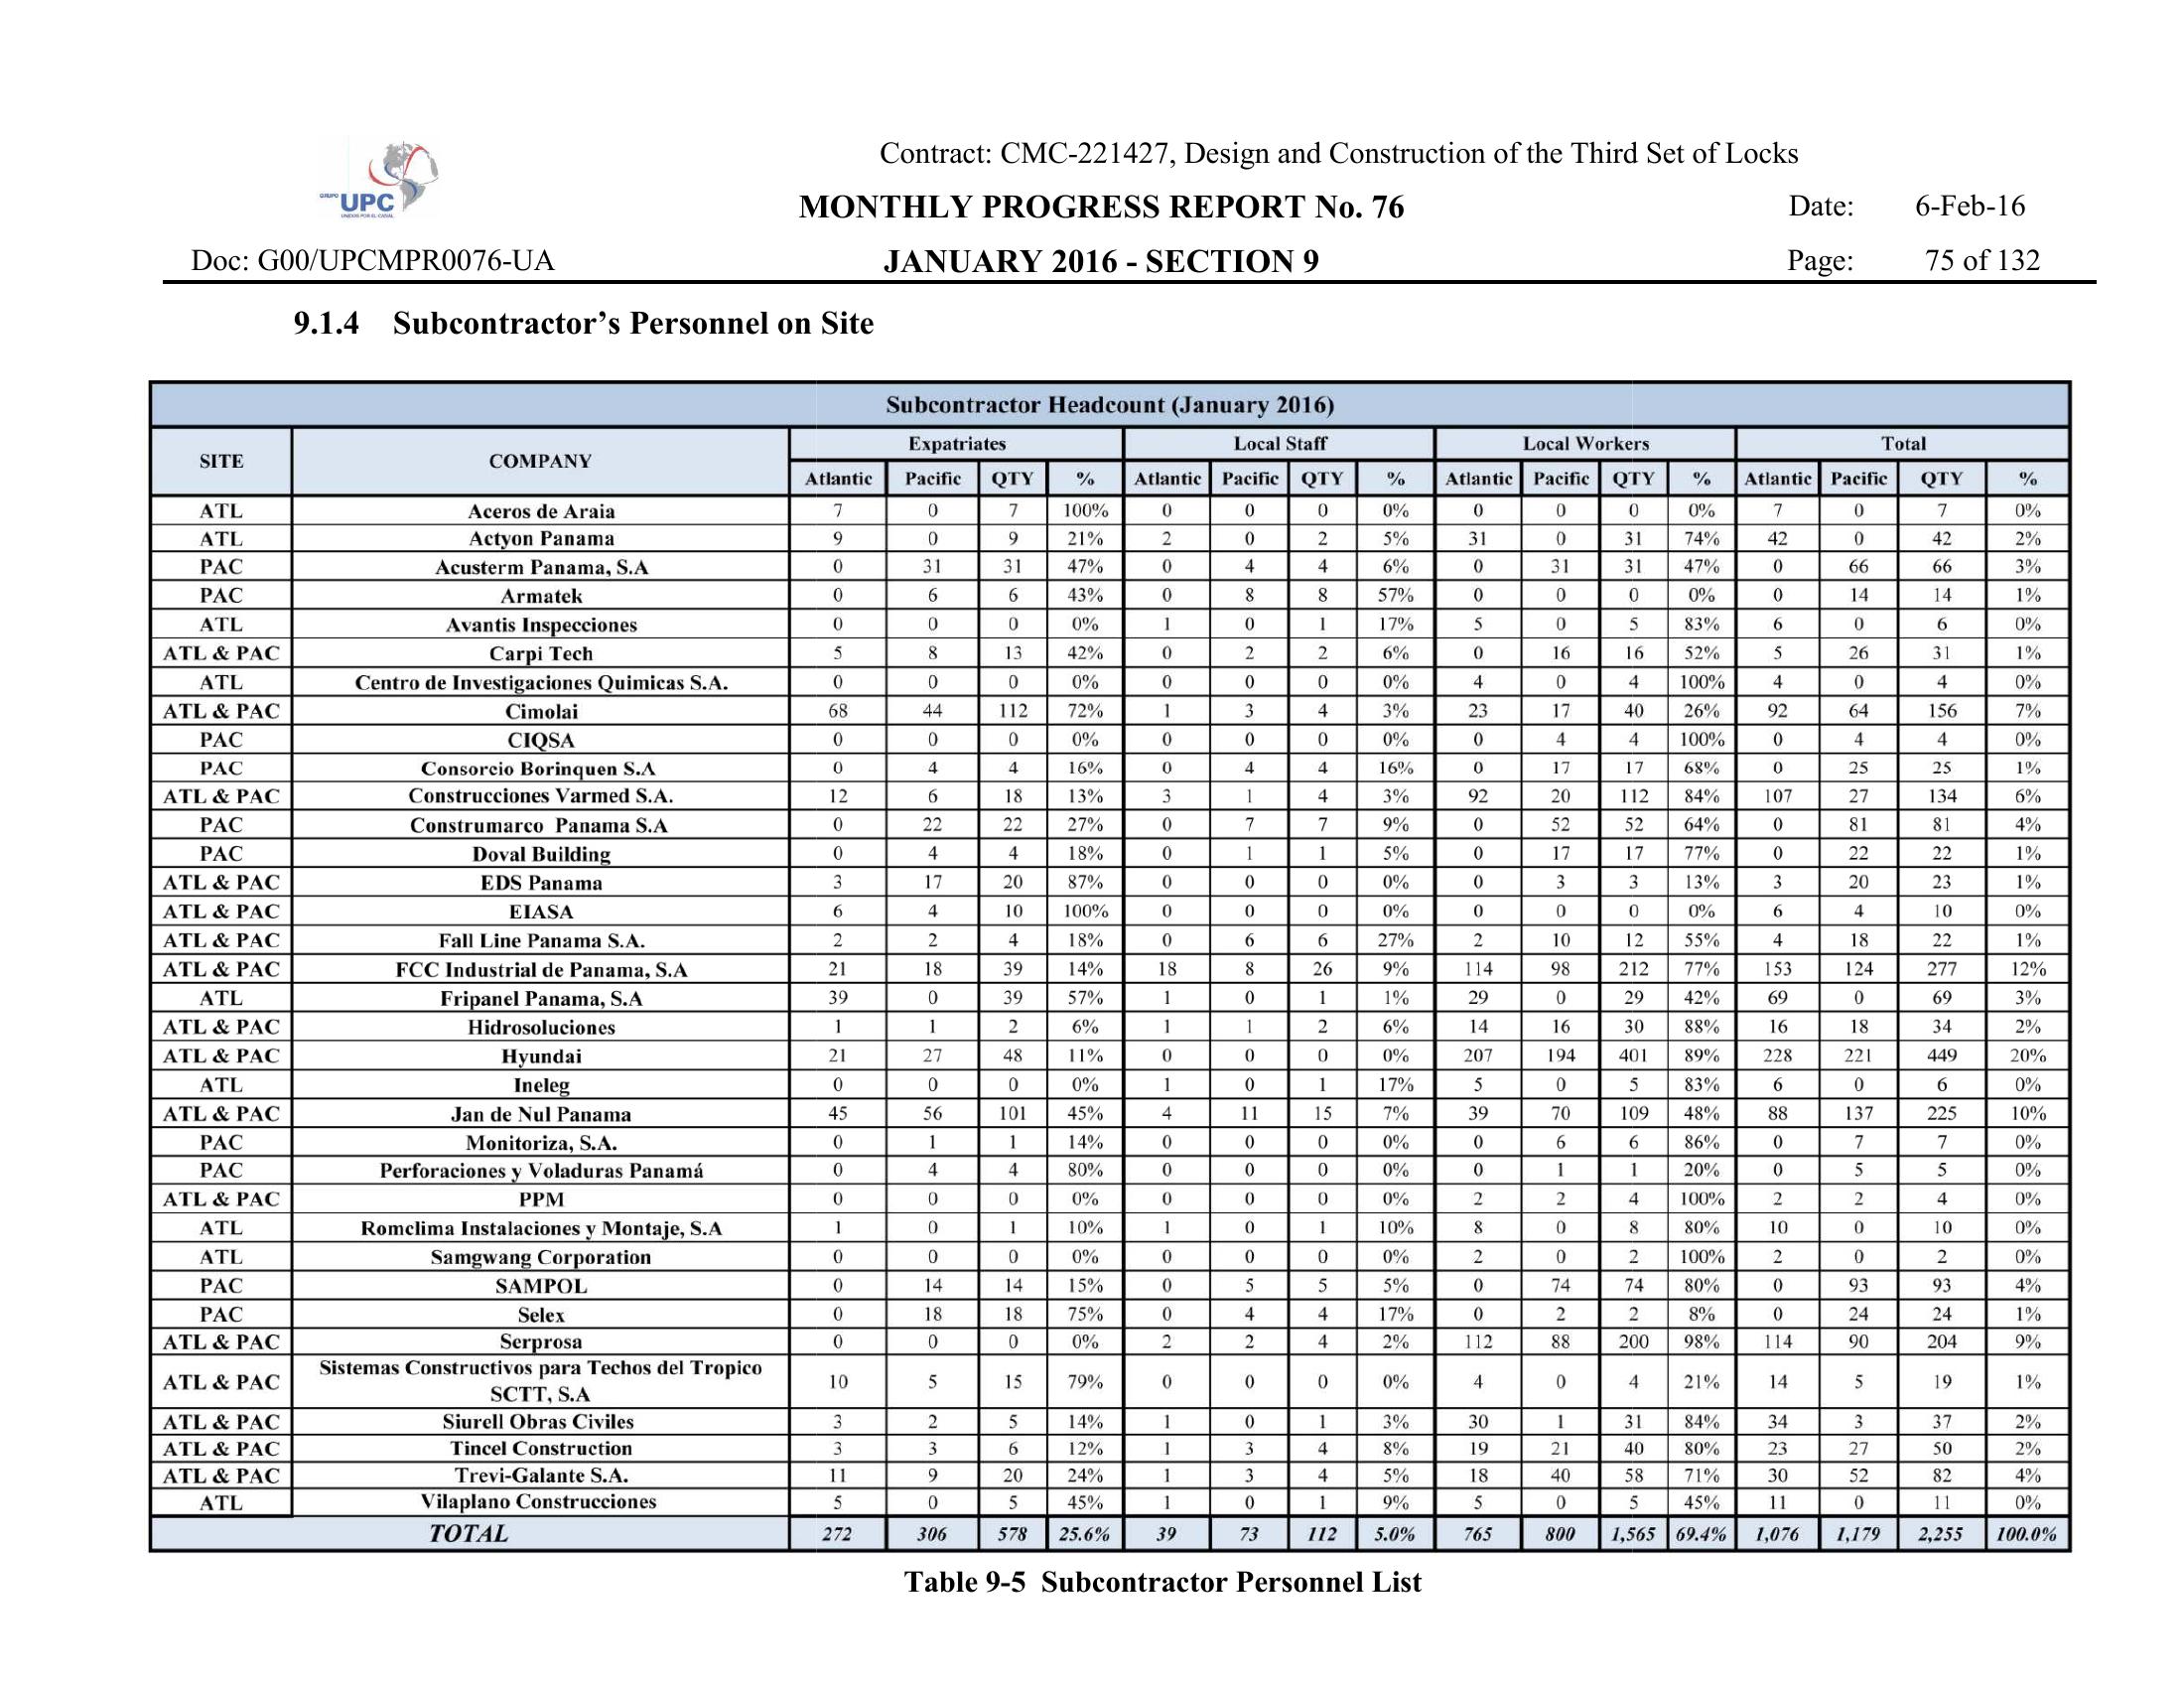 Contract: CMC-221427, Design and Construction of the Third Set of Locks
GRUPO UPC
UNIDOS POR EL CANAL
MONTHLY PROGRESS REPORT No. 76 Date: 6-Feb-16
Doc: G00/UPCMPR0076-UA JANUARY 2016 - SECTION 9 Page: 75 of 132
9.1.4 Subcontractor's Personnel on Site
Subcontractor Headcount (January 2016)
SITE COMPANY Expatriates Local Staff Local Workers Total
Atlantic Pacific QTY % Atlantic Pacific QTY % Atlantic Pacific QTY % Atlantic Pacific QTY %
ATL Aceros de Araia 7 0 7 100% 0 0 0 0% 0 0 0 0% 7 0 7 0%
ATL Actyon Panama 9 0 9 21% 2 0 2 5% 31 0 31 74% 42 0 42 2%
PAC Acusterm Panama, S.A 0 31 31 47% 0 4 4 6% 0 31 31 47% 0 66 66 3%
PAC Armatek 0 6 6 43% 0 8 8 57% 0 0 0 0% 0 14 14 1%
ATL Avantis Inspecciones 0 0 0 0% 1 0 1 17% 5 0 5 83% 6 0 6 0%
ATL & PAC Carpi Tech 5 8 13 42% 0 2 2 6% 0 16 16 52% 5 26 31 1%
ATL Centro de Investigaciones Quimicas S.A. 0 0 0 0% 0 0 0 0% 4 0 4 100% 4 0 4 0%
ATL & PAC Cimolai 68 44 112 72% 1 3 4 3% 23 17 40 26% 92 64 156 7%
PAC CIQSA 0 0 0 0% 0 0 0 0% 0 4 4 100% 0 4 4 0%
PAC Consorcio Borinquen S.A 0 4 4 16% 0 4 4 16% 0 17 17 68% 0 25 25 1%
ATL & PAC Construcciones Varmed S.A. 12 6 18 13% 3 1 4 3% 92 20 112 84% 107 27 134 6%
PAC Construmarco Panama S.A 0 22 22 27% 0 7 7 9% 0 52 52 64% 0 81 81 4%
PAC Doval Building 0 4 4 18% 0 1 1 5% 0 17 17 77% 0 22 22 1%
ATL & PAC EDS Panama 3 17 20 87% 0 0 0 0% 0 3 3 13% 3 20 23 1%
ATL & PAC EIASA 6 4 10 100% 0 0 0 0% 0 0 0 0% 6 4 10 0%
ATL & PAC Fall Line Panama S.A. 2 2 4 18% 0 6 6 27% 2 10 12 55% 4 18 22 1%
ATL & PAC FCC Industrial de Panama, S.A 21 18 39 14% 18 8 26 9% 114 98 212 77% 153 124 277 12%
ATL Fripanel Panama, S.A 39 0 39 57% 1 0 1 1% 29 0 29 42% 69 0 69 3%
ATL & PAC Hidrosoluciones 1 1 2 6% 1 1 2 6% 14 16 30 88% 16 18 34 2%
ATL & PAC Hyundai 21 27 48 11% 0 0 0 0% 207 194 401 89% 228 221 449 20%
ATL Ineleg 0 0 0 0% 1 0 1 17% 5 0 5 83% 6 0 6 0%
ATL & PAC Jan de Nul Panama 45 56 101 45% 4 11 15 7% 39 70 109 48% 88 137 225 10%
PAC Monitoriza, S.A. 0 1 1 14% 0 0 0 0% 0 6 6 86% 0 7 7 0%
PAC Perforaciones y Voladuras Panamá 0 4 4 80% 0 0 0 0% 0 1 1 20% 0 5 5 0%
ATL & PAC PPM 0 0 0 0% 0 0 0 0% 2 2 4 100% 2 2 4 0%
ATL Romclima Instalaciones y Montaje, S.A 1 0 1 10% 1 0 1 10% 8 0 8 80% 10 0 10 0%
ATL Samgwang Corporation 0 0 0 0% 0 0 0 0% 2 0 2 100% 2 0 2 0%
PAC SAMPOL 0 14 14 15% 0 5 5 5% 0 74 74 80% 0 93 93 4%
PAC Selex 0 18 18 75% 0 4 4 17% 0 2 2 8% 0 24 24 1%
ATL & PAC Serprosa 0 0 0 0% 2 2 4 2% 112 88 200 98% 114 90 204 9%
ATL & PAC Sistemas Constructivos para Techos del Tropico
SCTT, S.A 10 5 15 79% 0 0 0 0% 4 0 4 21% 14 5 19 1%
ATL & PAC Siurell Obras Civiles 3 2 5 14% 1 0 1 3% 30 1 31 84% 34 3 37 2%
ATL & PAC Tincel Construction 3 3 6 12% 1 3 4 8% 19 21 40 80% 23 27 50 2%
ATL & PAC Trevi-Galante S.A. 11 9 20 24% 1 3 4 5% 18 40 58 71% 30 52 82 4%
ATL Vilaplano Construcciones 5 0 5 45% 1 0 1 9% 5 0 5 45% 11 0 11 0%
TOTAL 272 306 578 25.6% 39 73 112 5.0% 765 800 1,565 69.4% 1,076 1,179 2,255 100.0%
Table 9-5 Subcontractor Personnel List